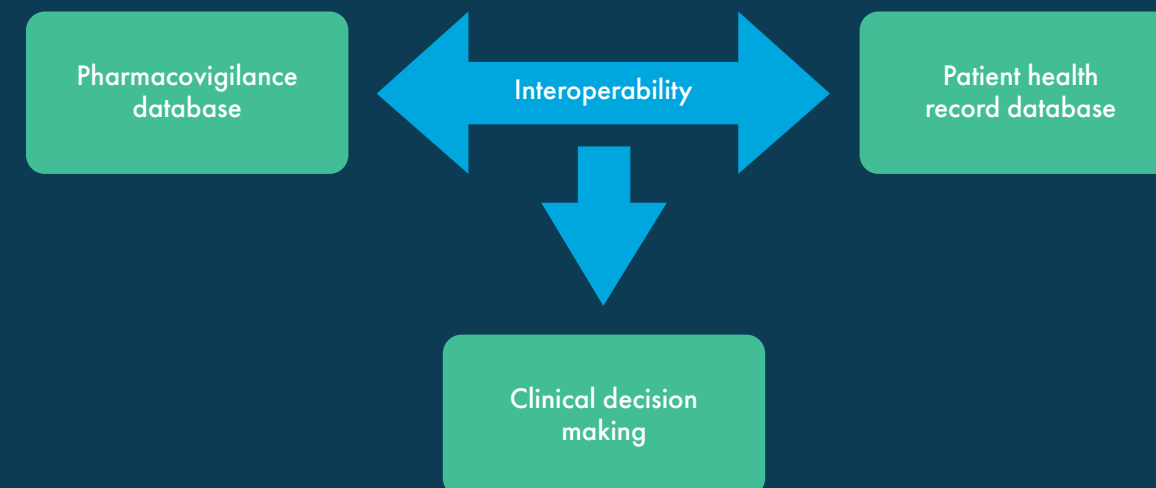 Pharmacovigilance
database
Interoperability
Patient health
record database
Clinical decision
making